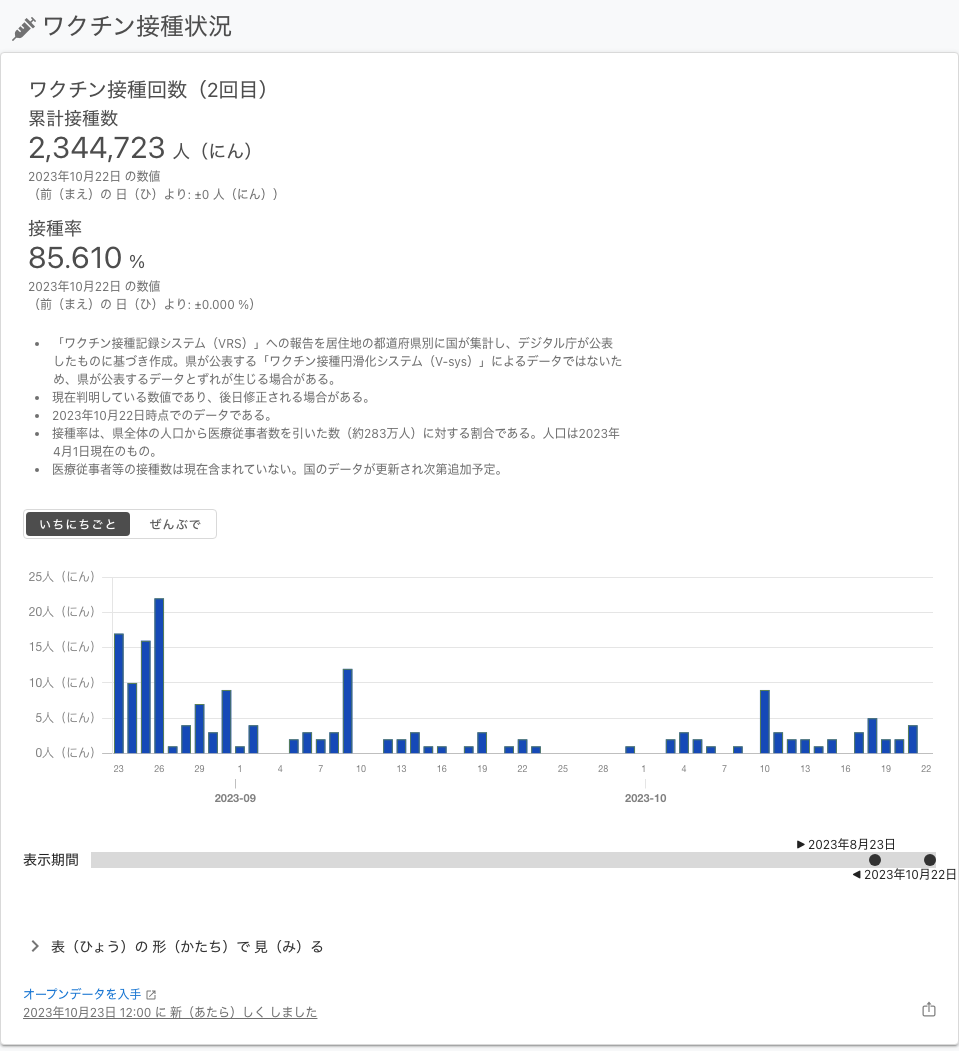 ワクチン接種状況
ワクチン接種回数（2回目）
累計接種数
2,344,723 人（にん）
2023年10月22日 の数値
（前（まえ）の 日（ひ）より: ±0 人（にん））
接種率
85.610 %
2023年10月22日 の数値
（前（まえ）の 日（ひ）より: ±0.000 %）
• 「ワクチン接種記録システム（VRS）」への報告を居住地の都道府県別に国が集計し、デジタル庁が公表
したものに基づき作成。県が公表する「ワクチン接種円滑化システム（V-sys）」によるデータではないた
め、県が公表するデータとずれが生じる場合がある。
• 現在判明している数値であり、後日修正される場合がある。
• 2023年10月22日時点でのデータである。
• 接種率は、県全体の人口から医療従事者数を引いた数（約283万人）に対する割合である。人口は2023年
4月1日現在のもの。
• 医療従事者等の接種数は現在含まれていない。国のデータが更新され次第追加予定。
いちにちごと ぜんぶで
25人（にん）
20人（にん）
15人（にん）
10人（にん）
5人（にん）
0人（にん）
23 26 29 1 4 7 10 13 16 19 22 25 28 1 4 7 10 13 16 19 22
2023-09 2023-10
▶ 2023年8月23日
表示期間
◀ 2023年10月22日
表（ひょう）の 形（かたち）で 見（み）る
オープンデータを入手
2023年10月23日 12:00 に 新（あたら）しく しました